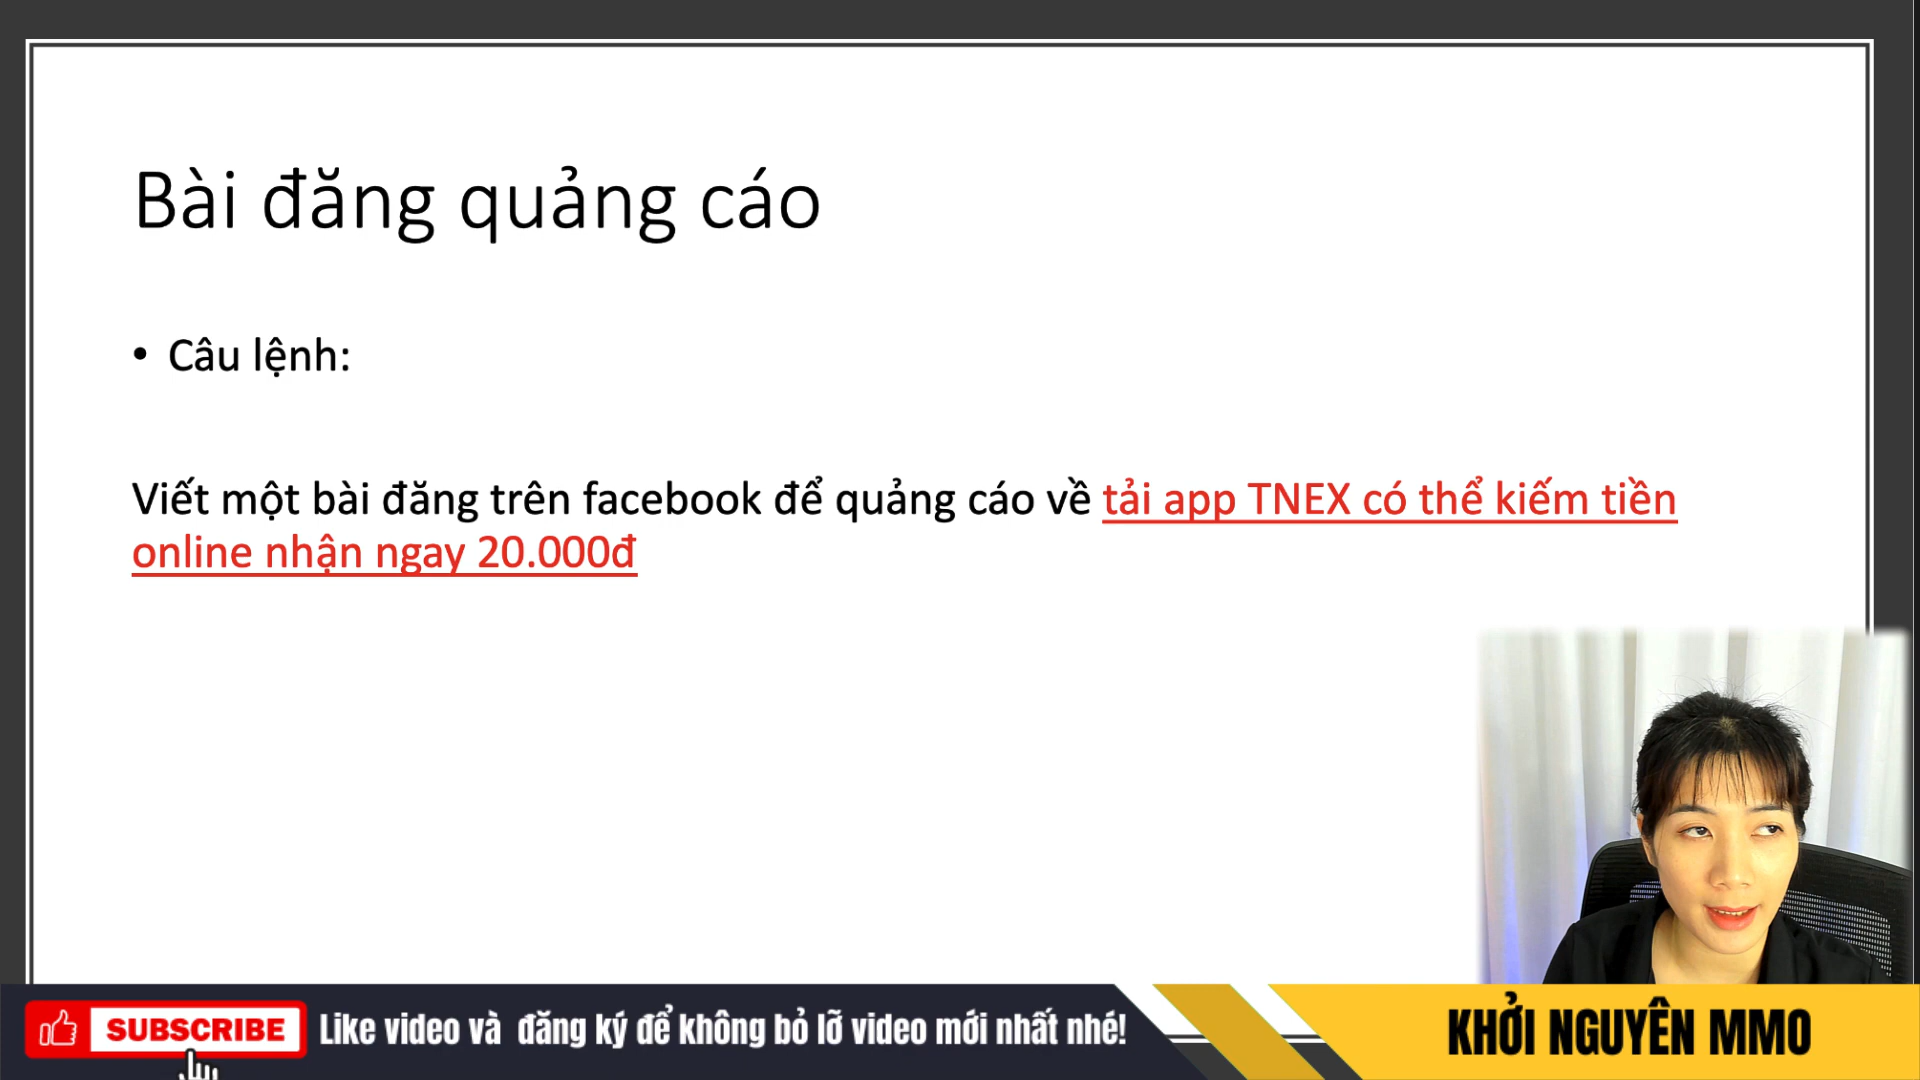 Bài đăng quảng cáo
• Câu lệnh:
Viết một bài đăng trên facebook để quảng cáo về tải app TNEX có thể kiếm tiền
online nhận ngay 20.000đ
SUBSCRIBE
Like video và đăng ký để không bỏ lỡ video mới nhất nhé!
KHỞI NGUYÊN MMO